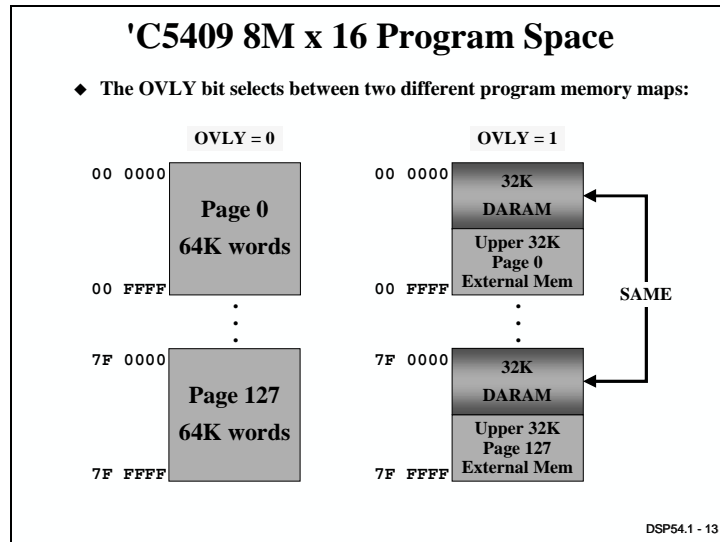 'C5409 8M x 16 Program Space
◆ The OVLY bit selects between two different program memory maps:
OVLY = 0
00 0000
Page 0
64K words
00 FFFF
7F 0000
Page 127
64K words
7F FFFF
OVLY = 1
00 0000
32K
DARAM
Upper 32K
Page 0
External Mem
00 FFFF
SAME
7F 0000
32K
DARAM
Upper 32K
Page 127
External Mem
7F FFFF
DSP54.1 - 13